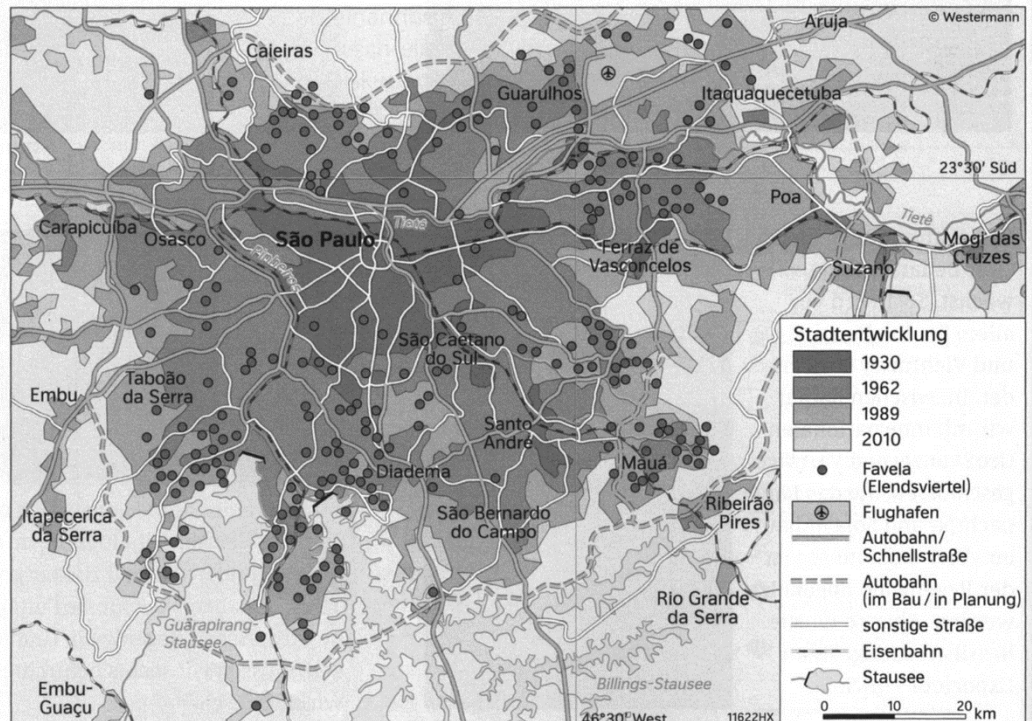 © Westermann
Aruja
Caieiras
Guarulhos
Itaquaquecetuba
23°30' Süd
Poa
Carapicuíba
Osasco
São Paulo
Tietê
Tietê
Pinheiros
Ferraz de
Vasconcelos
Suzano
Mogi das
Cruzes
São Caetano
do Sul
Taboão
da Serra
Embu
Santo
André
Diadema
Mauá
São Bernardo
do Campo
Ribeirão
Pires
Itapecerica
da Serra
Rio Grande
da Serra
Guarapirang-
Stausee
Billings-Stausee
Embu-
Guaçu
46°30' West
11622HX
Stadtentwicklung
1930
1962
1989
2010
Favela
(Elendsviertel)
Flughafen
Autobahn/
Schnellstraße
Autobahn
(im Bau / in Planung)
sonstige Straße
Eisenbahn
Stausee
0 10 20 km